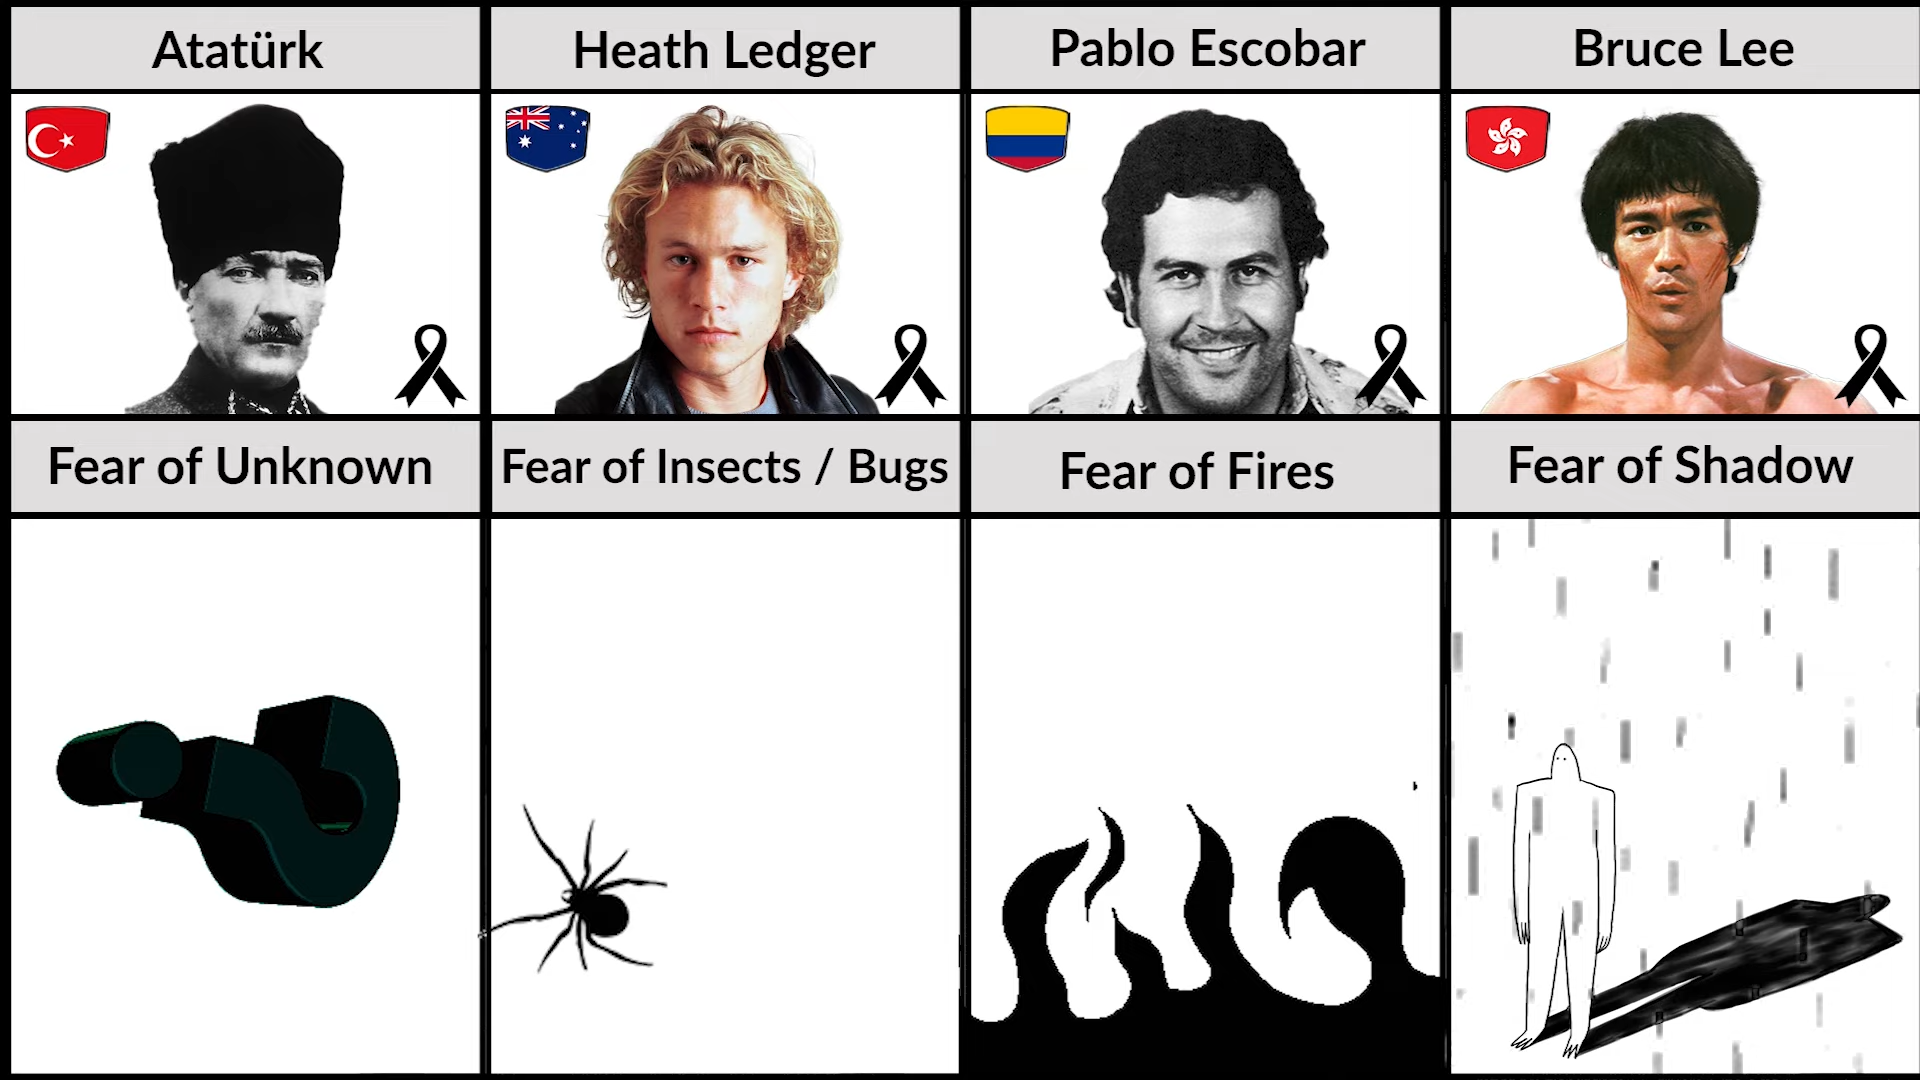 Atatürk
Heath Ledger
Pablo Escobar
Bruce Lee
Fear of Unknown
Fear of Insects / Bugs
Fear of Fires
Fear of Shadow